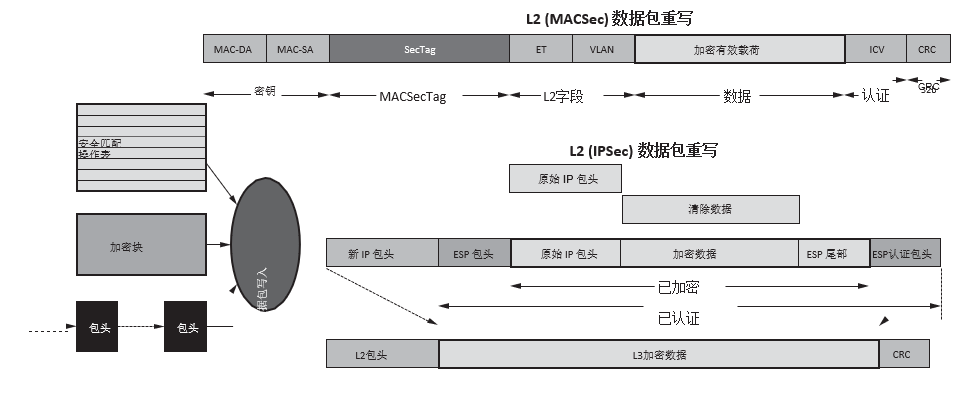 L2 (MACSec) 数据包重写
MAC-DA MAC-SA SecTag ET VLAN 加密有效载荷 ICV CRC
密钥 MACSecTag L2字段 数据 认证 CRC
安全匹配
操作表
L2 (IPSec) 数据包重写
原始 IP 包头
清除数据
加密块
据包写入
新 IP 包头 ESP 包头 原始 IP 包头 加密数据 ESP 尾部 ESP认证包头
已加密
已认证
包头 包头
L2包头 L3加密数据 CRC